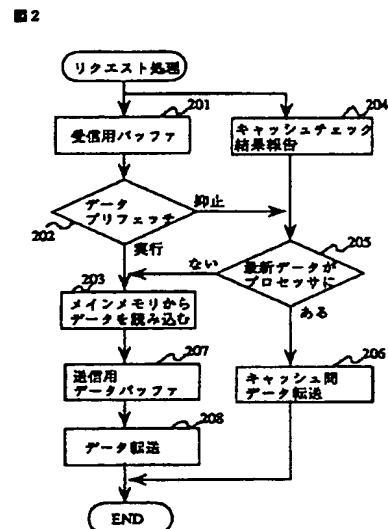 図2
リクエスト処理
201
受信用バッファ
204
キャッシュチェック
結果報告
データ
プリフェッチ
抑止
202
実行
205
ない
最新データが
プロセッサに
203
ある
メインメモリから
データを読み込む
207
送信用
データバッファ
206
キャッシュ間
データ転送
208
データ転送
END